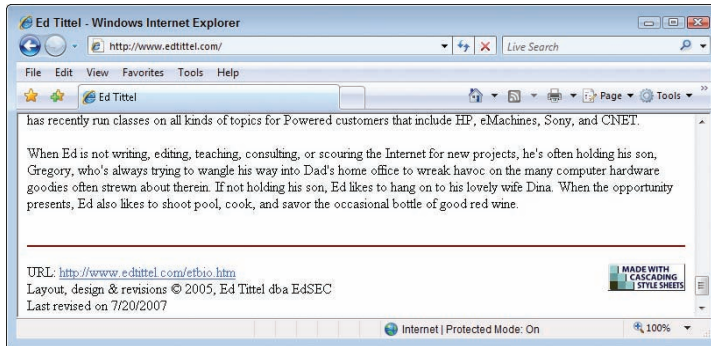 Ed Tittel - Windows Internet Explorer
http://www.edtittel.com/
Live Search
File Edit View Favorites Tools Help
Ed Tittel
Page Tools
has recently run classes on all kinds of topics for Powered customers that include HP, eMachines, Sony, and CNET.
When Ed is not writing, editing, teaching, consulting, or scouring the Internet for new projects, he's often holding his son,
Gregory, who's always trying to wangle his way into Dad's home office to wreak havoc on the many computer hardware
goodies often strewn about therein. If not holding his son, Ed likes to hang on to his lovely wife Dina. When the opportunity
presents, Ed also likes to shoot pool, cook, and savor the occasional bottle of good red wine.
URL: http://www.edtittel.com/etbio.htm
Layout, design & revisions © 2005, Ed Tittel dba EdSEC
Last revised on 7/20/2007
MADE WITH
CASCADING
STYLE SHEETS
Internet | Protected Mode: On
100%